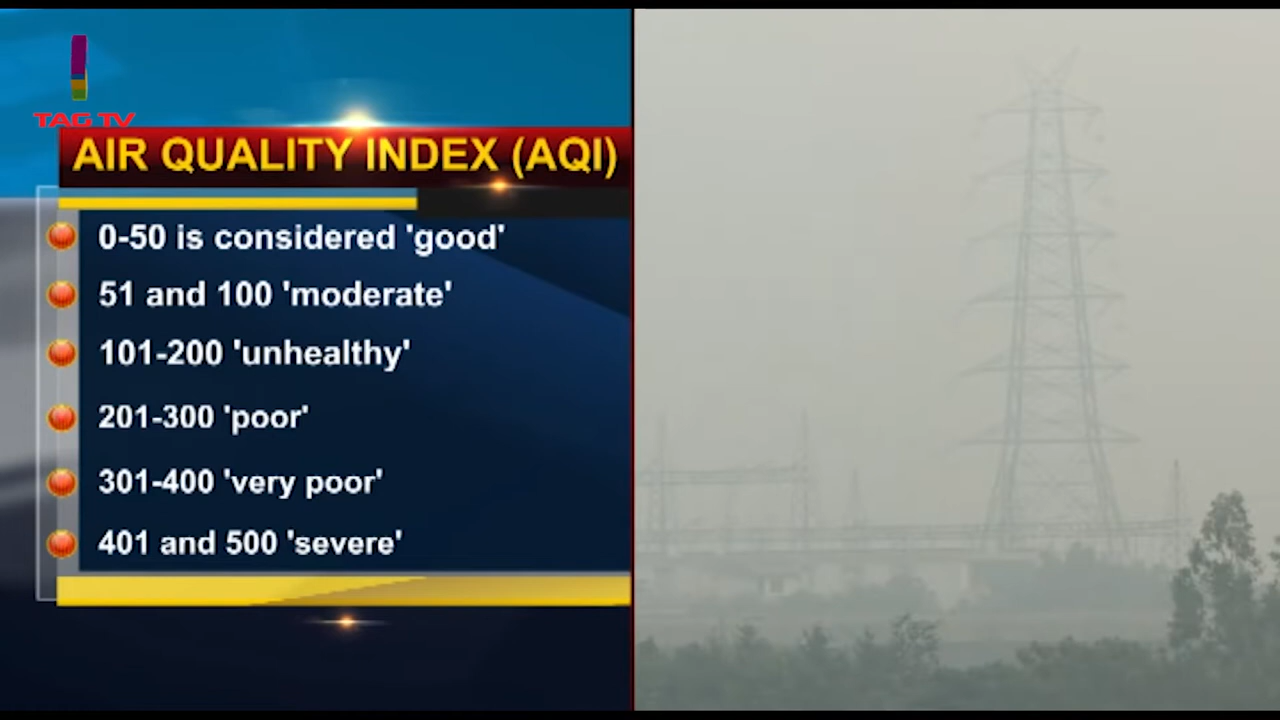 TAG TV
AIR QUALITY INDEX (AQI)
0-50 is considered 'good'
51 and 100 'moderate'
101-200 'unhealthy'
201-300 'poor'
301-400 'very poor'
401 and 500 'severe'